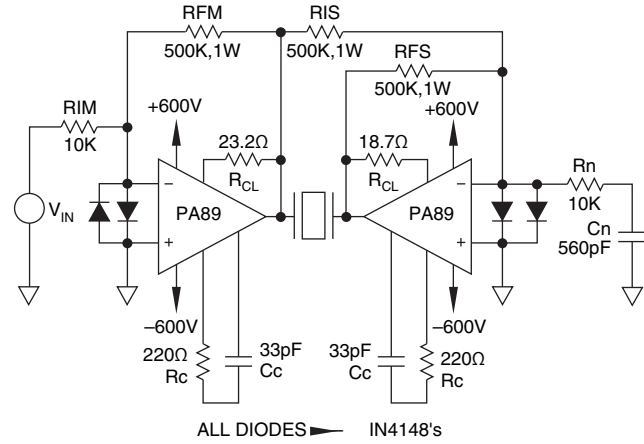 RFM
500K,1W
RIS
500K,1W
RFS
500K,1W
RIM
10K
+600V
+600V
23.2Ω
R_CL
18.7Ω
R_CL
Rn
10K
V_IN
–
+
PA89
PA89
–
+
Cn
560pF
–600V
–600V
220Ω
Rc
33pF
Cc
33pF
Cc
220Ω
Rc
ALL DIODES IN4148's